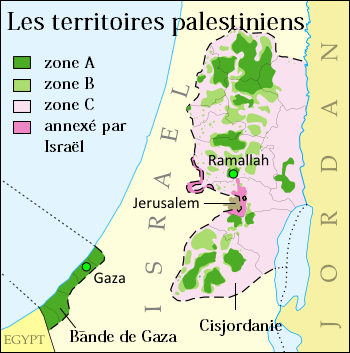 Les territoires palestiniens
zone A
zone B
zone C
annexé par
Israël
ISRAEL
JORDAN
Ramallah
Jerusalem
Gaza
EGYPT
Bande de Gaza
Cisjordanie